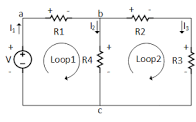 a b
+ - + -
I₁ R1 I₂ R2 I₃
+ + +
V Loop1 R4 Loop2 R3
- - -
c